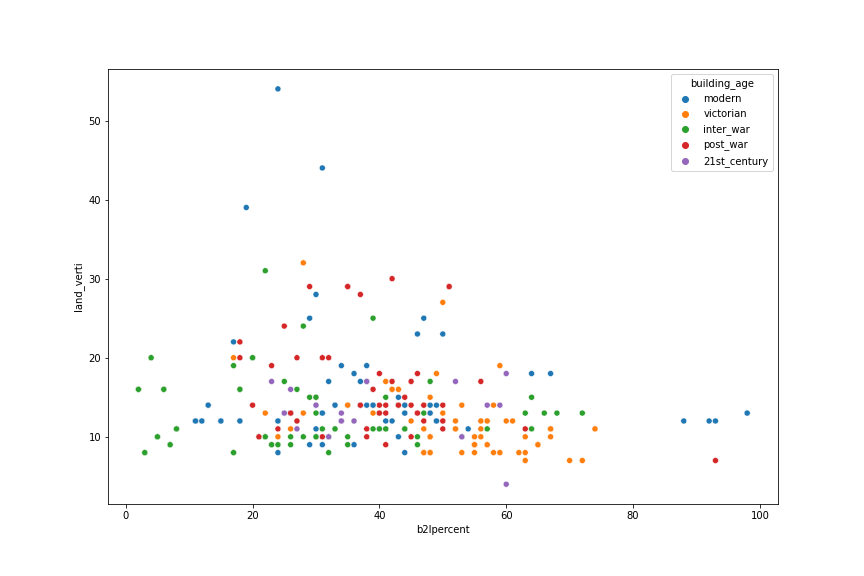 building_age
modern
victorian
inter_war
post_war
21st_century
land_verti
50
40
30
20
10
0
20
40
60
80
100
b2lpercent